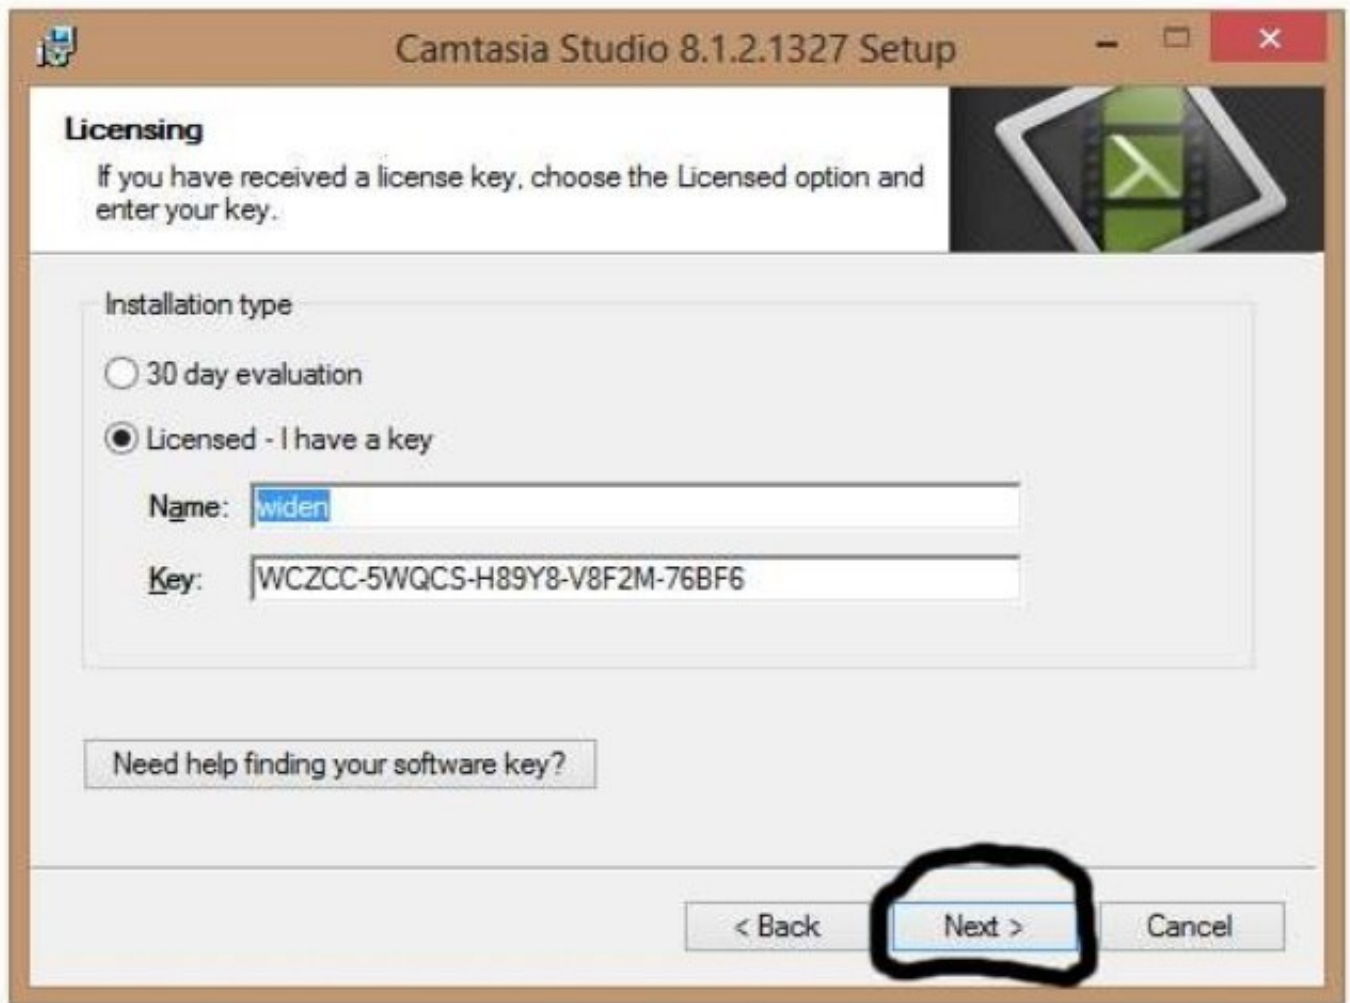 Camtasia Studio 8.1.2.1327 Setup
Licensing
If you have received a license key, choose the Licensed option and
enter your key.
Installation type
30 day evaluation
Licensed - I have a key
Name: widen
Key: WCZCC-5WQCS-H89Y8-V8F2M-76BF6
Need help finding your software key?
< Back Next > Cancel